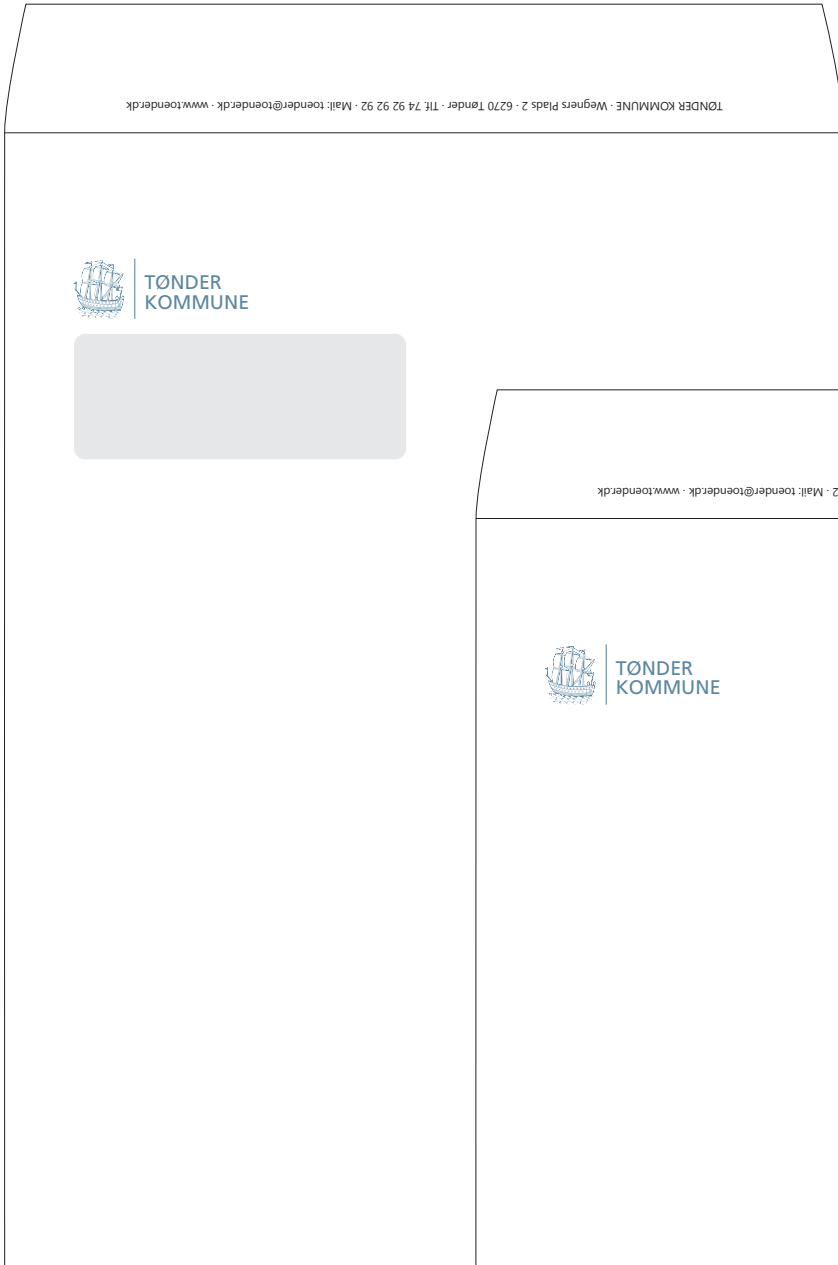 TØNDER KOMMUNE · Wegners Plads 2 · 6270 Tønder · Tlf. 74 92 92 92 · Mail: toender@toender.dk · www.toender.dk
TØNDER
KOMMUNE
2 · Mail: toender@toender.dk · www.toender.dk
TØNDER
KOMMUNE